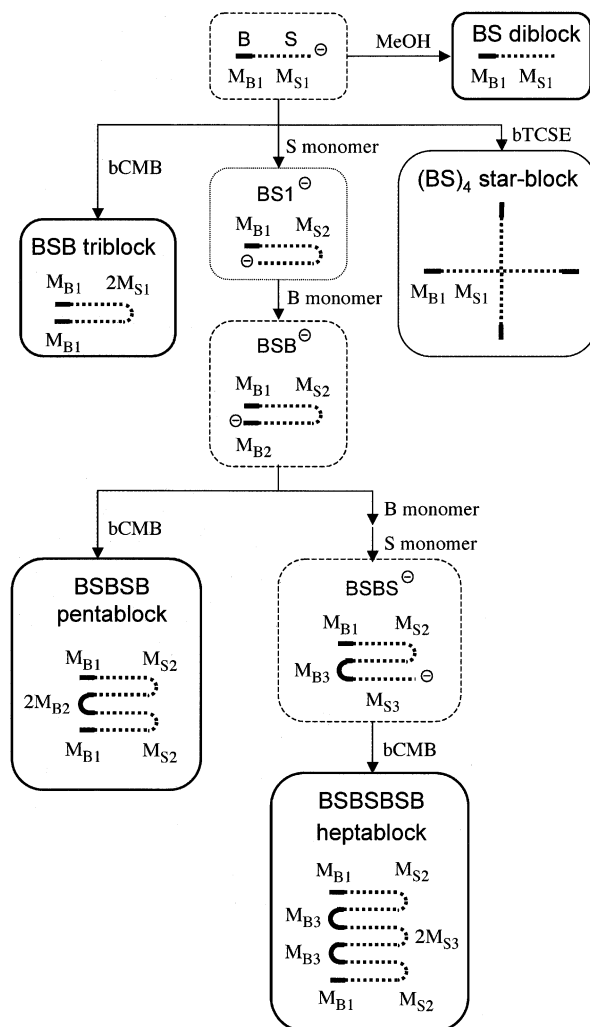 B S ⊖
M_B1 M_S1
MeOH
BS diblock
M_B1 M_S1
bCMB
S monomer
bTCSE
BSB triblock
M_B1 2M_S1
M_B1
BS1 ⊖
M_B1 M_S2
⊖
(BS)4 star-block
M_B1 M_S1
B monomer
BSB ⊖
M_B1 M_S2
⊖
M_B2
bCMB
B monomer
S monomer
BSBSB
pentablock
M_B1 M_S2
2M_B2
M_B1 M_S2
BSBS ⊖
M_B1 M_S2
M_B3 ⊖
M_S3
bCMB
BSBSBSB
heptablock
M_B1 M_S2
M_B3
2M_S3
M_B3
M_B1 M_S2